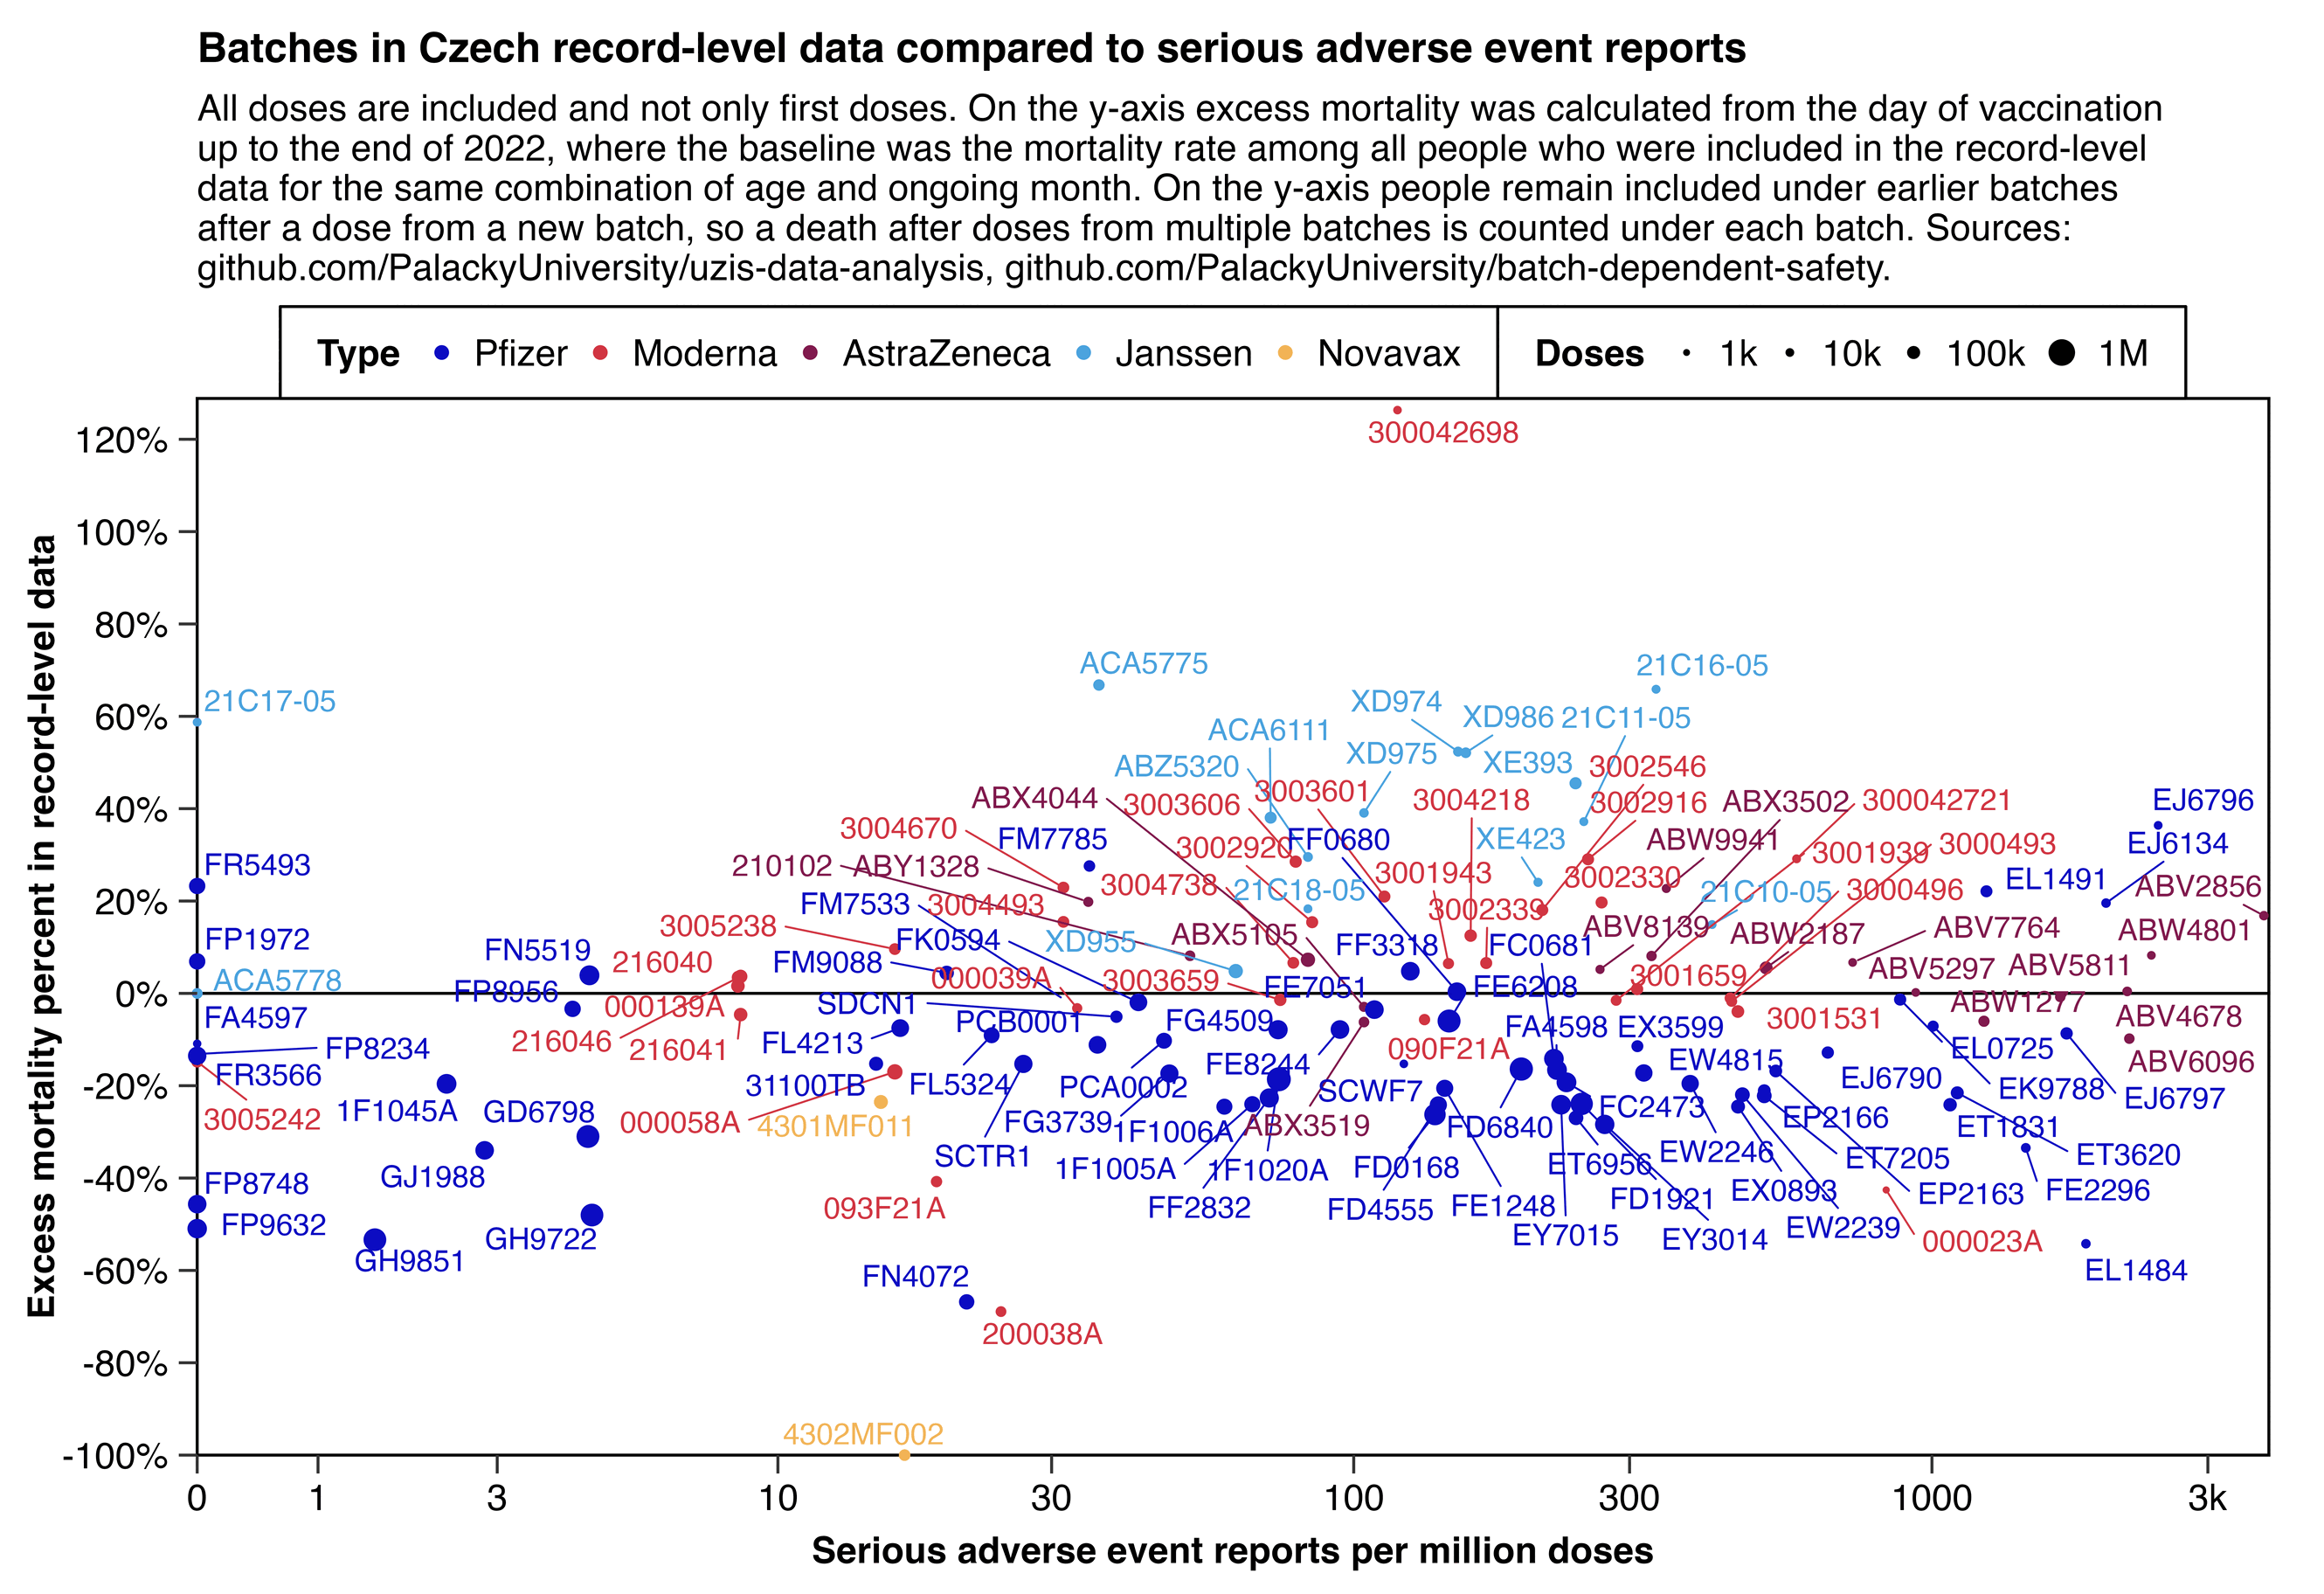 Batches in Czech record-level data compared to serious adverse event reports
All doses are included and not only first doses. On the y-axis excess mortality was calculated from the day of vaccination
up to the end of 2022, where the baseline was the mortality rate among all people who were included in the record-level
data for the same combination of age and ongoing month. On the y-axis people remain included under earlier batches
after a dose from a new batch, so a death after doses from multiple batches is counted under each batch. Sources:
github.com/PalackyUniversity/uzis-data-analysis, github.com/PalackyUniversity/batch-dependent-safety.
Type Pfizer Moderna AstraZeneca Janssen Novavax Doses 1k 10k 100k 1M
Excess mortality percent in record-level data
120%
100%
80%
60%
40%
20%
0%
-20%
-40%
-60%
-80%
-100%
300042698
ACA5775
21C16-05
21C17-05
XD974
XD986
21C11-05
ACA6111
XD975
XE393
3002546
ABZ5320
ABX4044
3003606
3003601
3004218
3002916
ABX3502
300042721
EJ6796
3004670
FM7785
3002920
FF0680
XE423
ABW9941
3001939
3000493
EJ6134
FR5493
210102
ABY1328
3004738
21C18-05
3001943
3002330
21C10-05
3000496
EL1491
ABV2856
FM7533
3004493
3002339
3005238
FP1972
FN5519
FK0594
XD955
ABX5105
FF3318
FC0681
ABV8139
ABW2187
ABV7764
ABW4801
216040
FM9088
ACA5778
FP8956
000039A
3003659
EE7051
FE6208
3001659
ABV5297
ABV5811
000139A
SDCN1
ABW1277
FA4597
PCB0001
FG4509
FA4598
EX3599
3001531
ABV4678
216046
216041
FL4213
090F21A
EL0725
FP8234
FE8244
EW4815
ABV6096
FR3566
31100TB
FL5324
PCA0002
SCWF7
EJ6790
EK9788
EJ6797
3005242
1F1045A
GD6798
000058A
4301MF011
FG3739
1F1006A
ABX3519
FD6840
FC2473
EP2166
ET1831
SCTR1
1F1005A
1F1020A
FD0168
ET6956
EW2246
ET7205
ET3620
FP8748
GJ1988
093F21A
FF2832
FD4555
FE1248
FD1921
EX0893
EP2163
FE2296
FP9632
GH9722
EY7015
EY3014
EW2239
000023A
GH9851
FN4072
EL1484
200038A
4302MF002
0 1 3 10 30 100 300 1000 3k
Serious adverse event reports per million doses